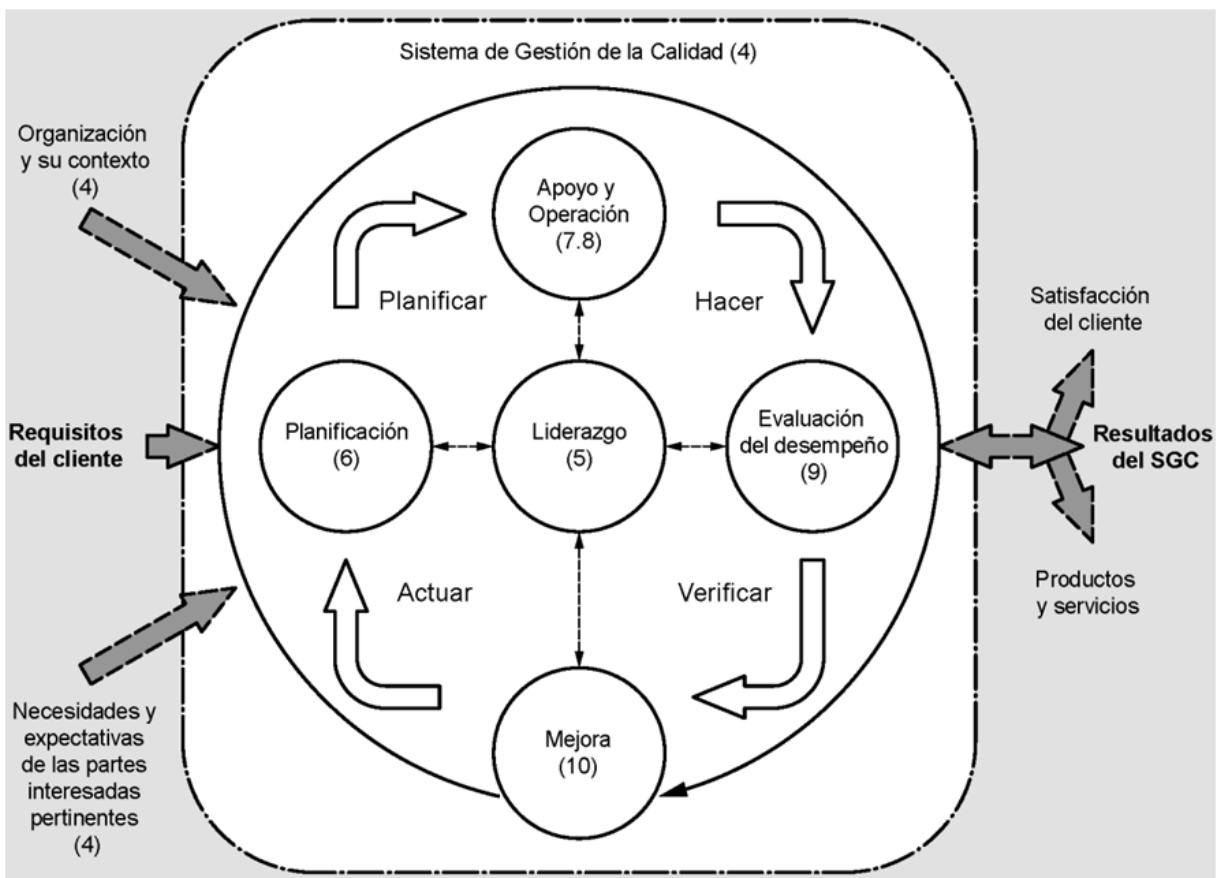 Sistema de Gestión de la Calidad (4)
Organización
y su contexto
(4)
Apoyo y
Operación
(7.8)
Planificar
Hacer
Satisfacción
del cliente
Requisitos
del cliente
Planificación
(6)
Liderazgo
(5)
Evaluación
del desempeño
(9)
Resultados
del SGC
Actuar
Verificar
Productos
y servicios
Necesidades y
expectativas
de las partes
interesadas
pertinentes
(4)
Mejora
(10)